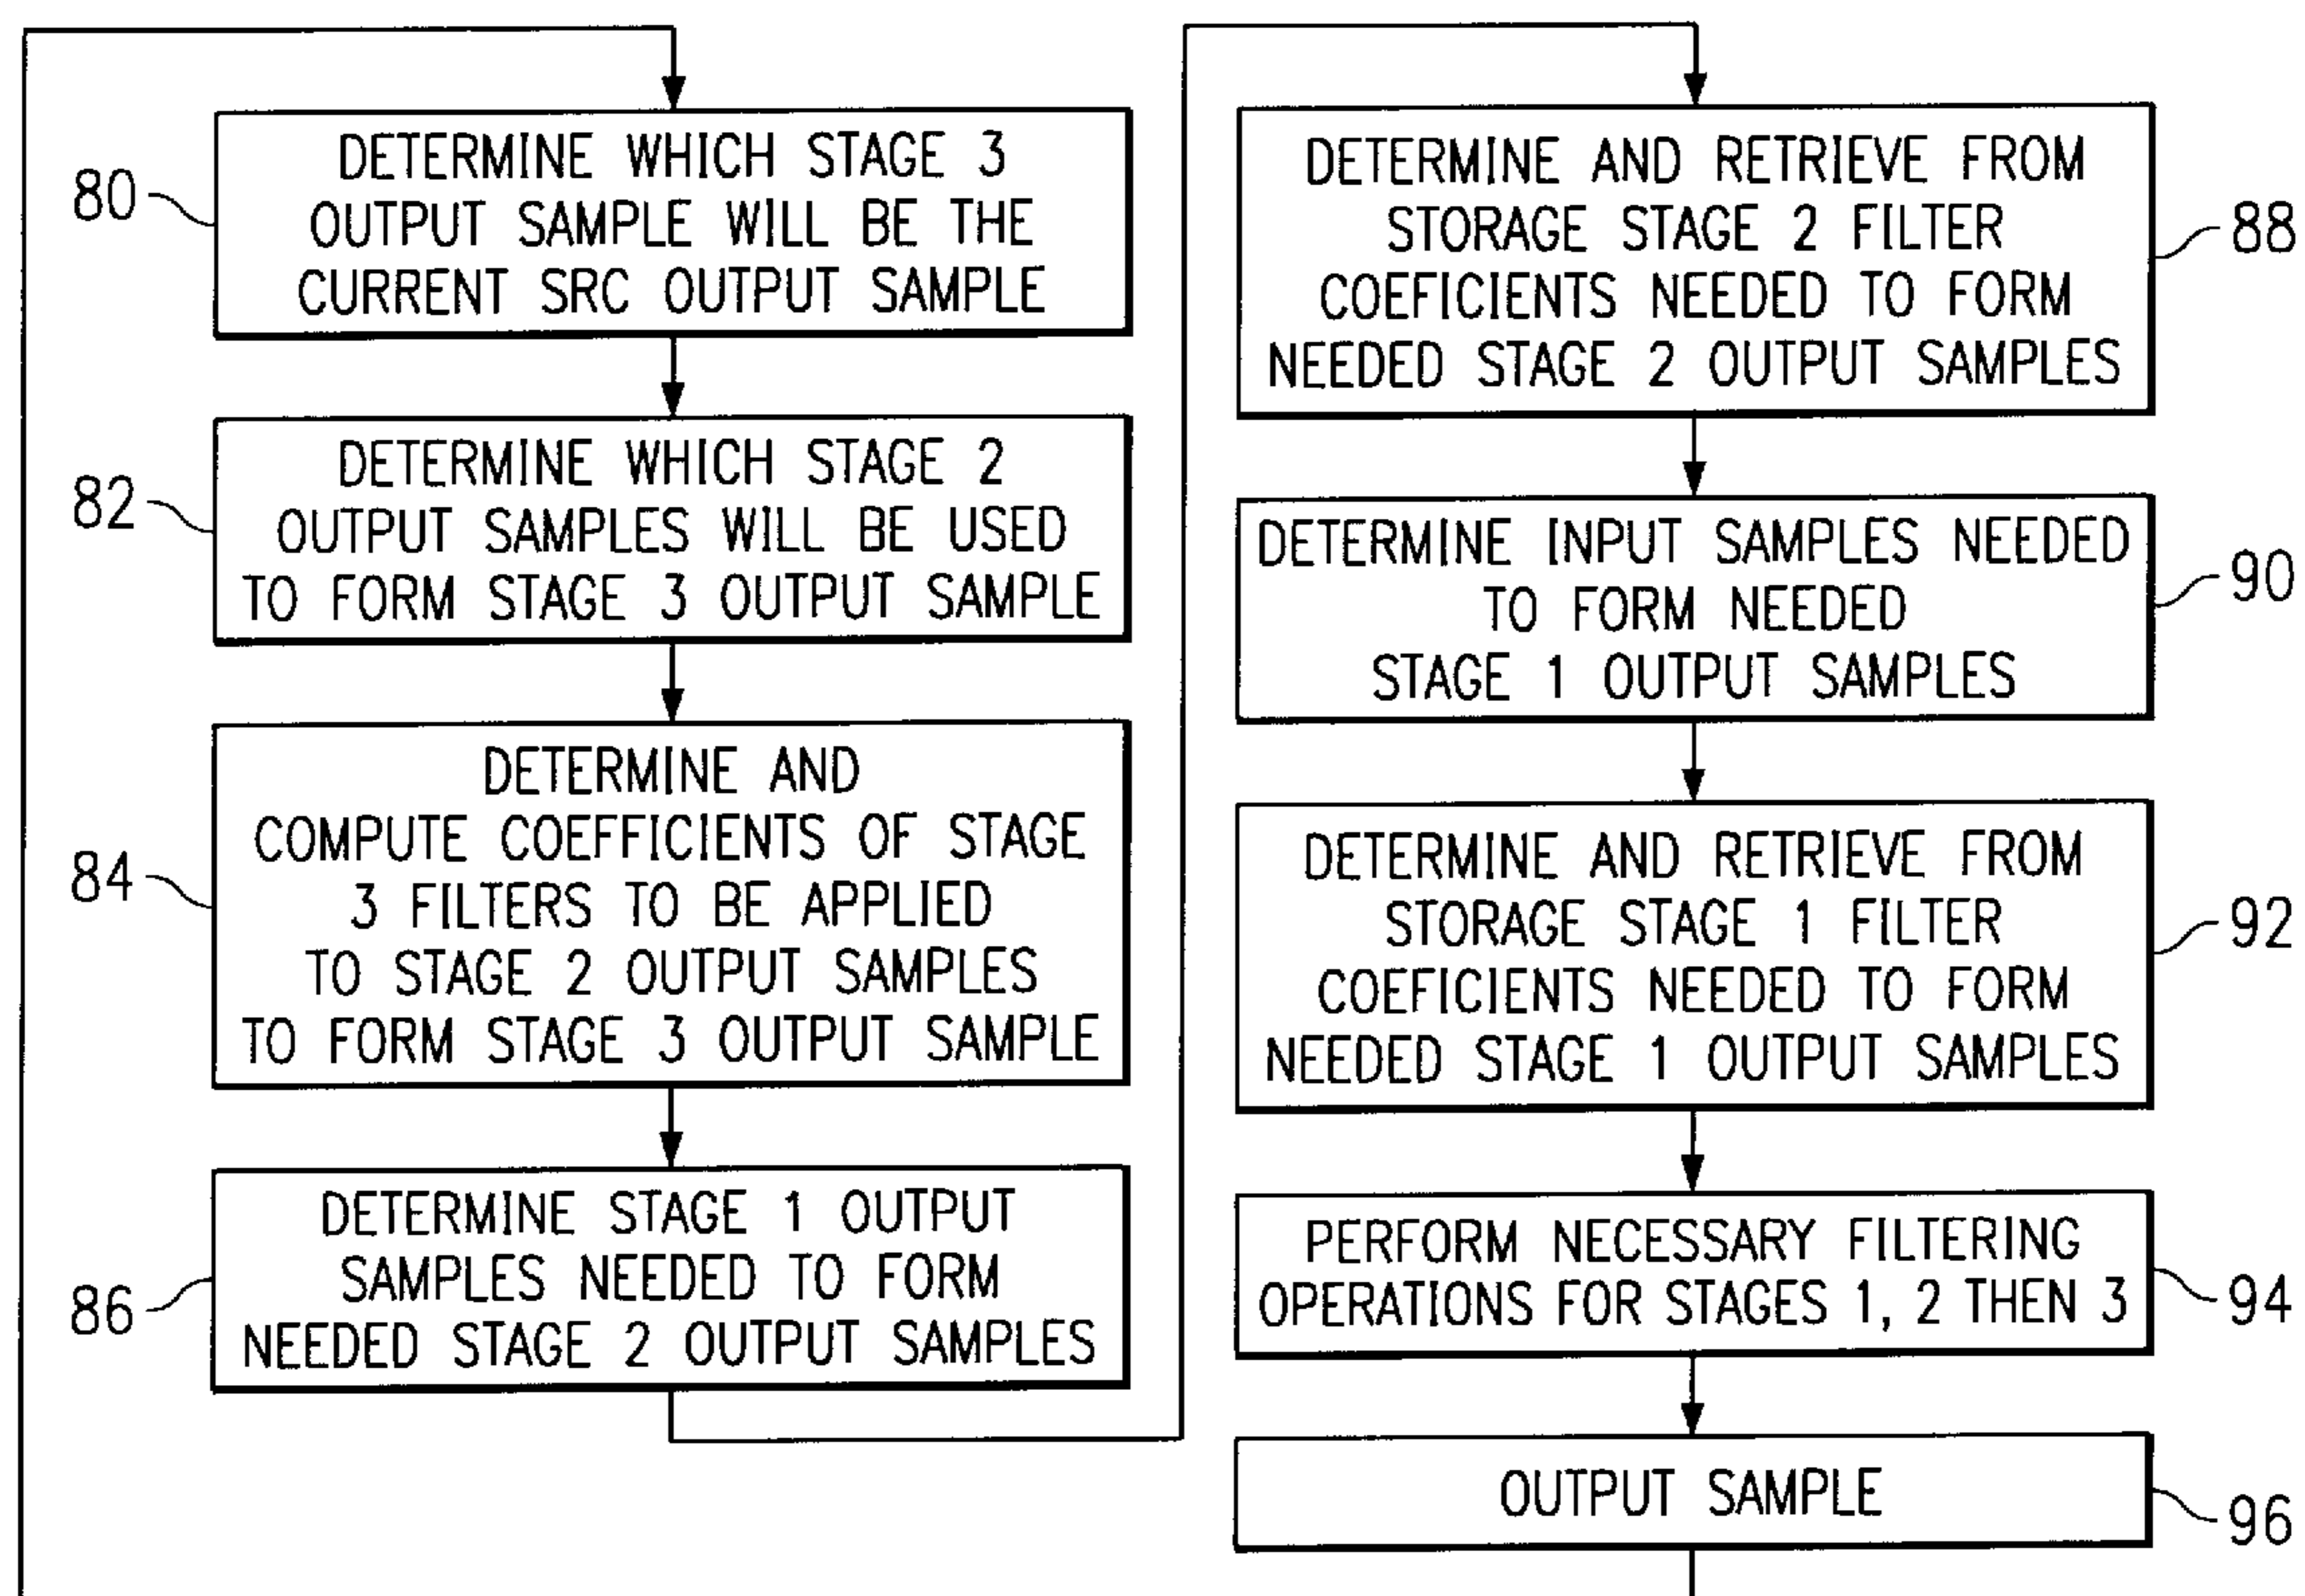 80
DETERMINE WHICH STAGE 3
OUTPUT SAMPLE WILL BE THE
CURRENT SRC OUTPUT SAMPLE
82
DETERMINE WHICH STAGE 2
OUTPUT SAMPLES WILL BE USED
TO FORM STAGE 3 OUTPUT SAMPLE
84
DETERMINE AND
COMPUTE COEFFICIENTS OF STAGE
3 FILTERS TO BE APPLIED
TO STAGE 2 OUTPUT SAMPLES
TO FORM STAGE 3 OUTPUT SAMPLE
86
DETERMINE STAGE 1 OUTPUT
SAMPLES NEEDED TO FORM
NEEDED STAGE 2 OUTPUT SAMPLES
88
DETERMINE AND RETRIEVE FROM
STORAGE STAGE 2 FILTER
COEFICIENTS NEEDED TO FORM
NEEDED STAGE 2 OUTPUT SAMPLES
90
DETERMINE INPUT SAMPLES NEEDED
TO FORM NEEDED
STAGE 1 OUTPUT SAMPLES
92
DETERMINE AND RETRIEVE FROM
STORAGE STAGE 1 FILTER
COEFICIENTS NEEDED TO FORM
NEEDED STAGE 1 OUTPUT SAMPLES
94
PERFORM NECESSARY FILTERING
OPERATIONS FOR STAGES 1, 2 THEN 3
96
OUTPUT SAMPLE